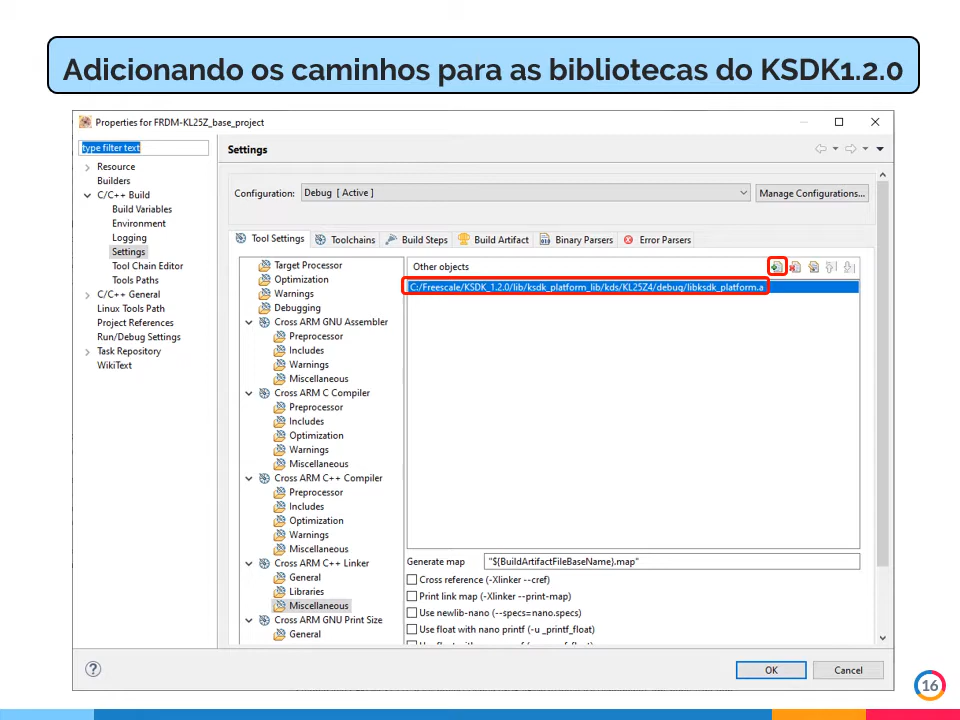 Adicionando os caminhos para as bibliotecas do KSDK1.2.0
Properties for FRDM-KL25Z_base_project
type filter text
Resource
Builders
C/C++ Build
Build Variables
Environment
Logging
Settings
Tool Chain Editor
Tools Paths
C/C++ General
Linux Tools Path
Project References
Run/Debug Settings
Task Repository
WikiText
Settings
Configuration:
Debug [ Active ]
Manage Configurations...
Tool Settings
Toolchains
Build Steps
Build Artifact
Binary Parsers
Error Parsers
Target Processor
Optimization
Warnings
Debugging
Cross ARM GNU Assembler
Preprocessor
Includes
Warnings
Miscellaneous
Cross ARM C Compiler
Preprocessor
Includes
Optimization
Warnings
Miscellaneous
Cross ARM C++ Compiler
Preprocessor
Includes
Optimization
Warnings
Miscellaneous
Cross ARM C++ Linker
General
Libraries
Miscellaneous
Cross ARM GNU Print Size
General
Other objects
C:/Freescale/KSDK_1.2.0/lib/ksdk_platform_lib/kds/KL25Z4/debug/libksdk_platform.a
Generate map
"${BuildArtifactFileBaseName}.map"
Cross reference (-Xlinker --cref)
Print link map (-Xlinker --print-map)
Use newlib-nano (--specs=nano.specs)
Use float with nano printf (-u _printf_float)
OK
Cancel
16